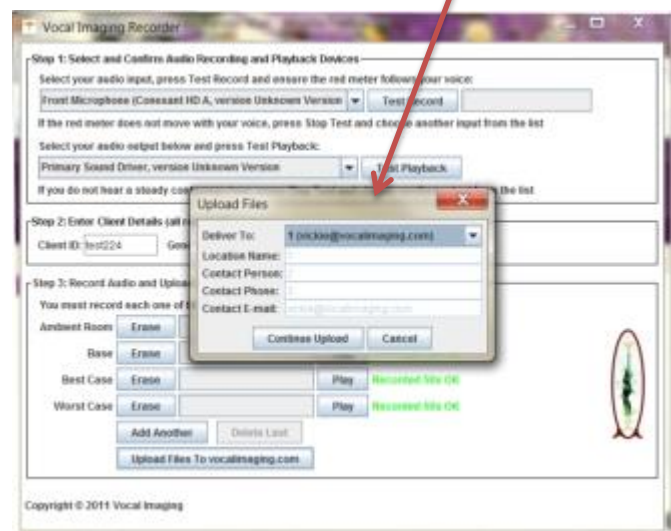 Vocal Imaging Recorder
Step 1: Select and Confirm Audio Recording and Playback Devices
Select your audio input, press Test Record and ensure the red meter follows your voice:
Front Microphone (Conexant HD A, version Unknown Version
Test Record
If the red meter does not move with your voice, press Stop Test and choose another input from the list
Select your audio output below and press Test Playback:
Primary Sound Driver, version Unknown Version
Test Playback
If you do not hear a steady
the list
Upload Files
Step 2: Enter Client Details (all
Deliver To:
Client ID: test224
Location Name:
Contact Person:
Step 3: Record Audio and
Contact Phone:
You must record each one of
Contact E-mail:
Ambient Room Erase
Continue Upload Cancel
Base Erase
Best Case Erase Play Recorded 50s OK
Worst Case Erase Play Recorded 50s OK
Add Another Delete Last
Upload Files To vocalimaging.com
Copyright © 2011 Vocal Imaging